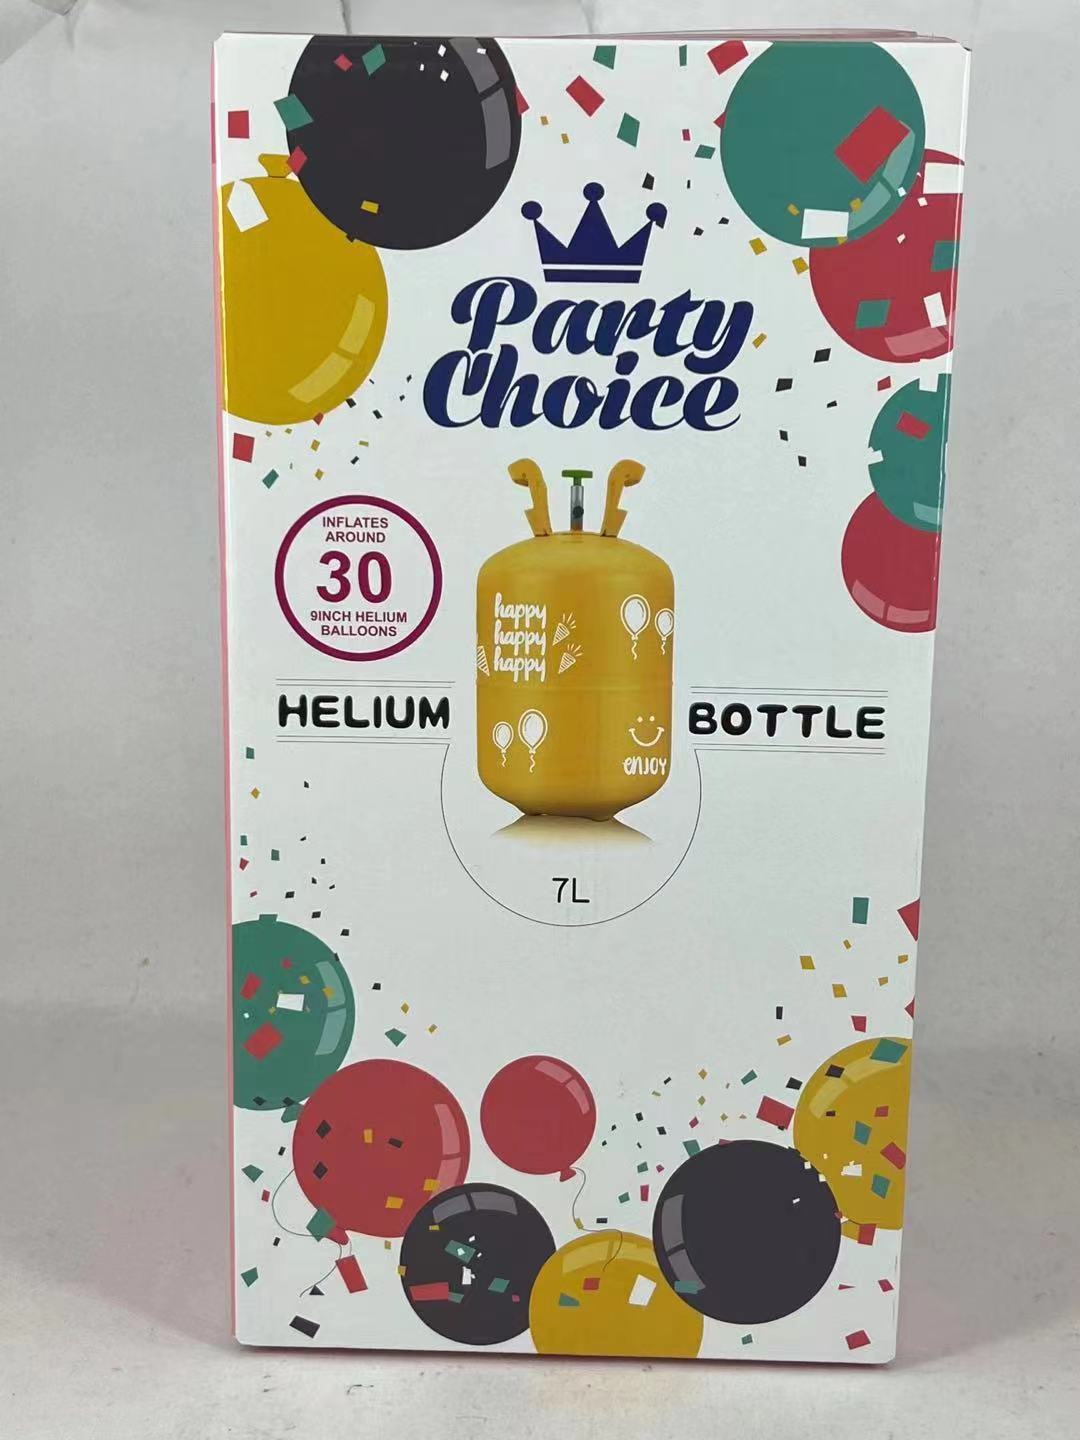 Party
Choice
INFLATES
AROUND
30
9INCH HELIUM
BALLOONS
happy
happy
happy
HELIUM BOTTLE
enJOY
7L